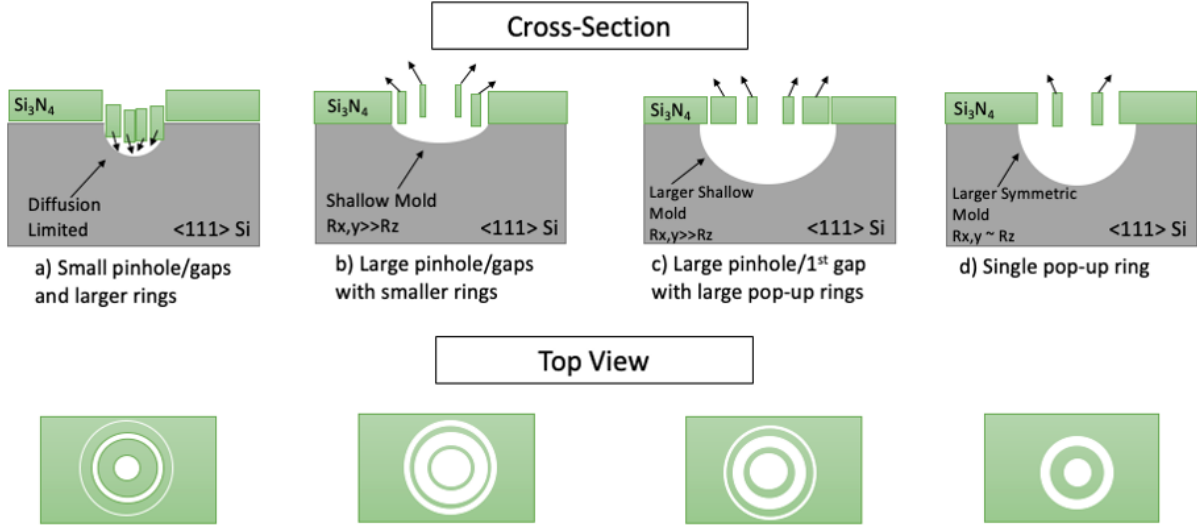 Cross-Section
Si₃N₄
Diffusion
Limited
<111> Si
a) Small pinhole/gaps
and larger rings
Si₃N₄
Shallow Mold
Rx,y>>Rz
<111> Si
b) Large pinhole/gaps
with smaller rings
Si₃N₄
Larger Shallow
Mold
Rx,y>>Rz
<111> Si
c) Large pinhole/1ˢᵗ gap
with large pop-up rings
Si₃N₄
Larger Symmetric
Mold
Rx,y ~ Rz
<111> Si
d) Single pop-up ring
Top View